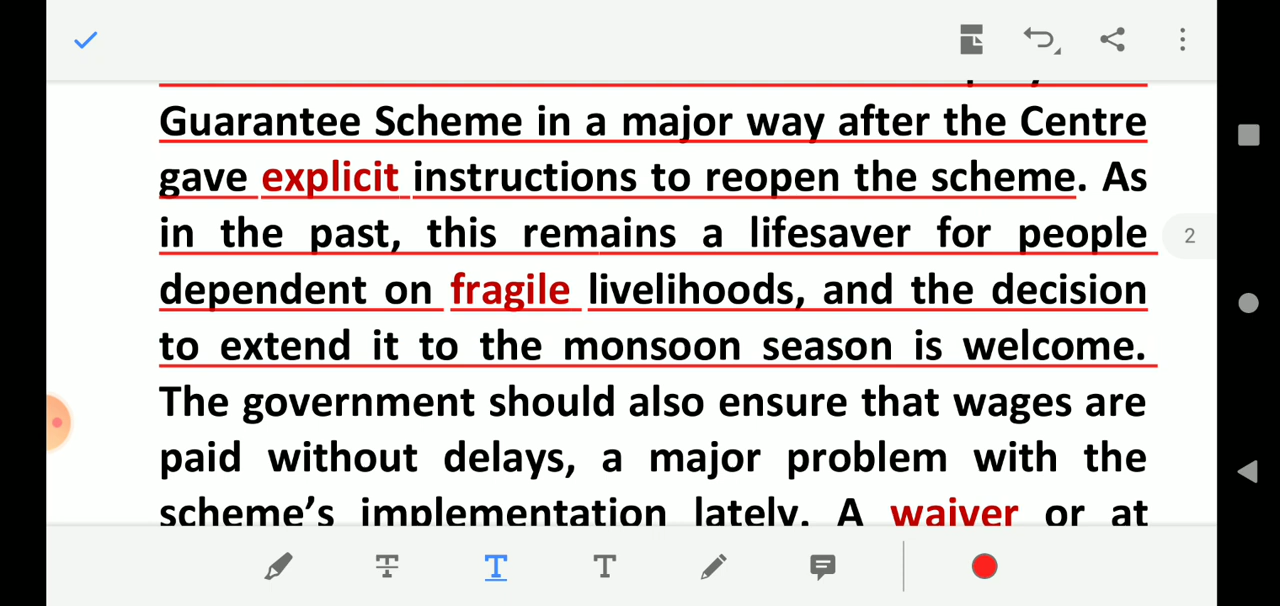 Guarantee Scheme in a major way after the Centre
gave explicit instructions to reopen the scheme. As
in the past, this remains a lifesaver for people
2
dependent on fragile livelihoods, and the decision
to extend it to the monsoon season is welcome.
The government should also ensure that wages are
paid without delays, a major problem with the
scheme's implementation lately. A waiver or at